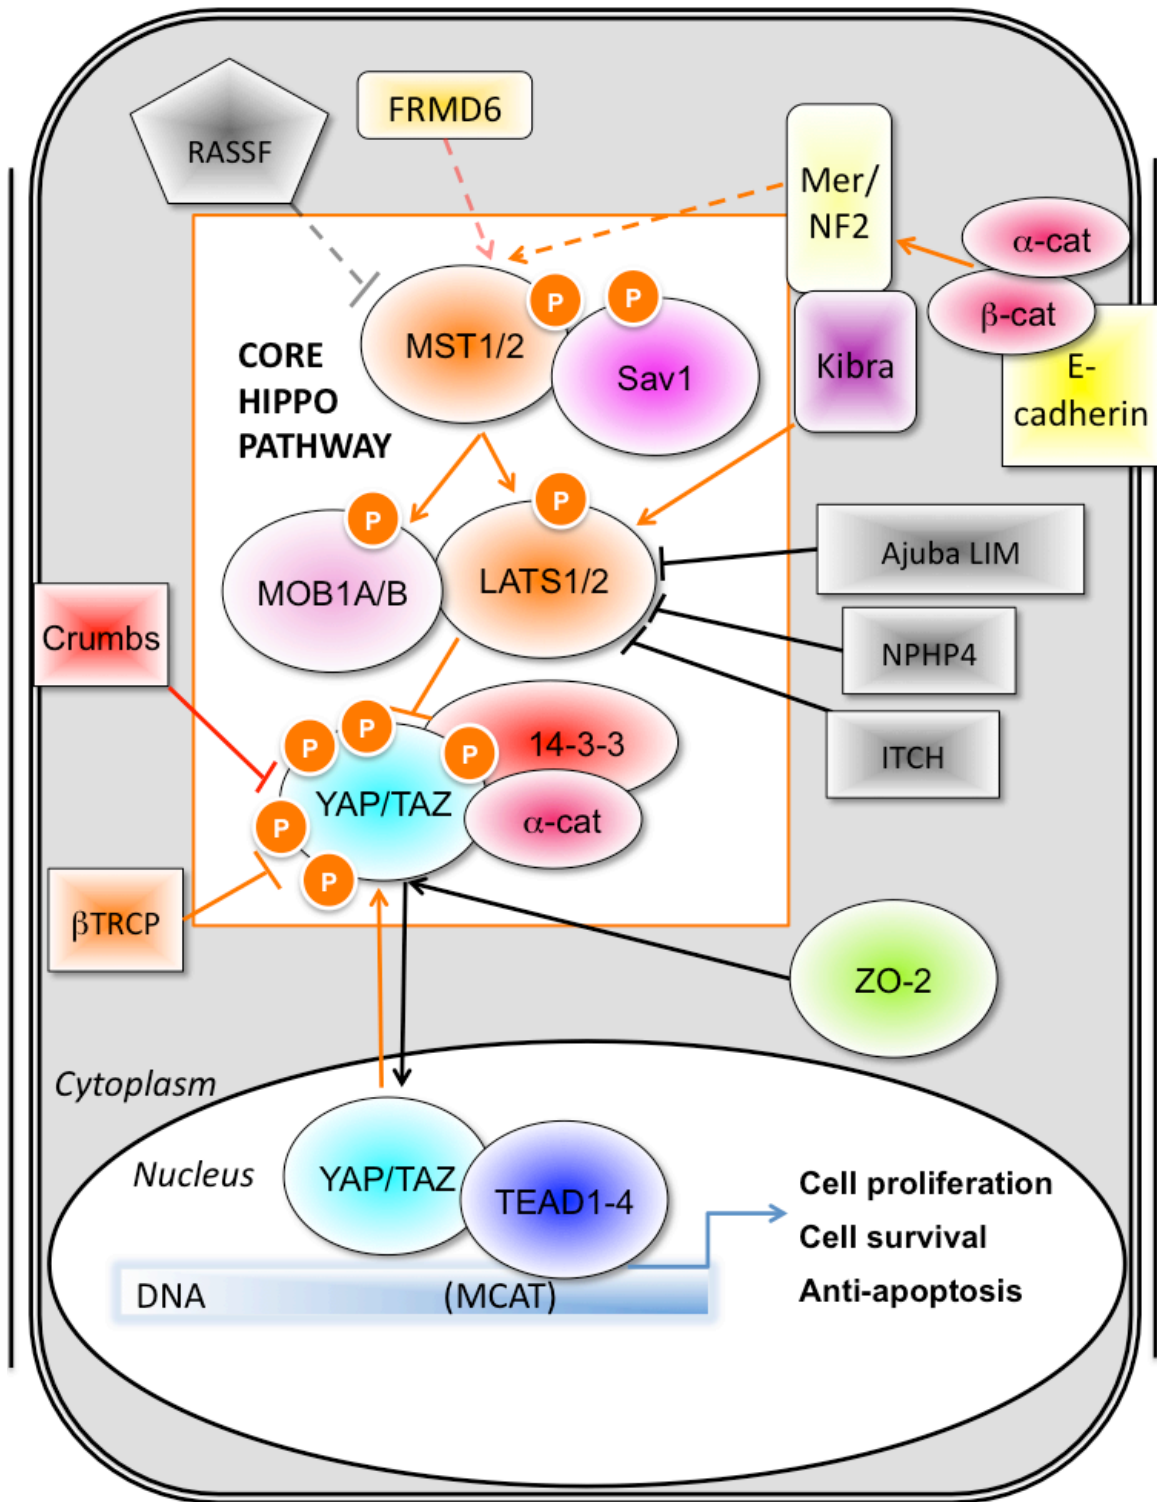 RASSF
FRMD6
Mer/
NF2
α-cat
β-cat
E-
cadherin
Kibra
P
P
MST1/2
Sav1
CORE
HIPPO
PATHWAY
P
P
MOB1A/B
LATS1/2
Ajuba LIM
NPHP4
ITCH
Crumbs
P
P
P
14-3-3
YAP/TAZ
α-cat
P
P
βTRCP
ZO-2
Cytoplasm
Nucleus
YAP/TAZ
TEAD1-4
Cell proliferation
Cell survival
Anti-apoptosis
DNA
(MCAT)